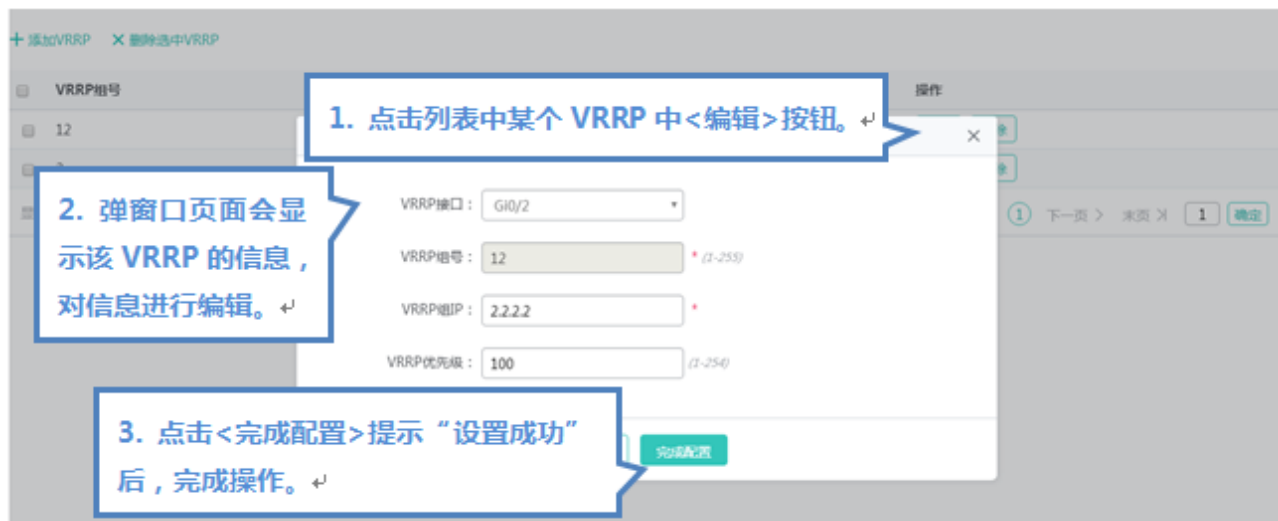 添加VRRP 删除选中VRRP
VRRP组号 操作
1. 点击列表中某个 VRRP 中<编辑>按钮。
12
除
除
2. 弹窗口页面会显
示该 VRRP 的信息，
对信息进行编辑。
VRRP接口： Gi0/2
1 下一页 末页 1 确定
VRRP组号： 12 * (1-255)
VRRP组IP： 2.2.2.2 *
VRRP优先级： 100 (1-254)
3. 点击<完成配置>提示“设置成功”
后，完成操作。
完成配置